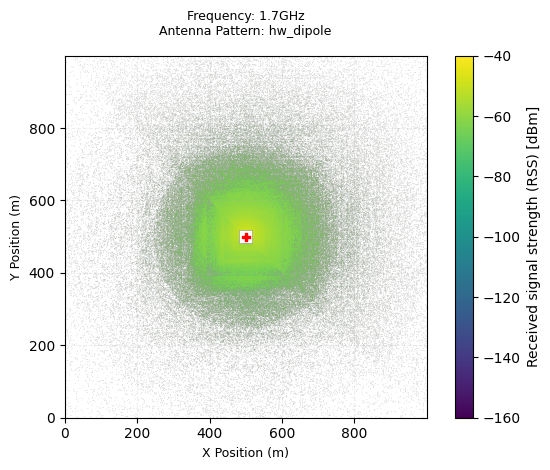 Frequency: 1.7GHz
Antenna Pattern: hw_dipole
Y Position (m)
800
600
400
200
0
0 200 400 600 800
X Position (m)
−40
−60
−80
−100
−120
−140
−160
Received signal strength (RSS) [dBm]